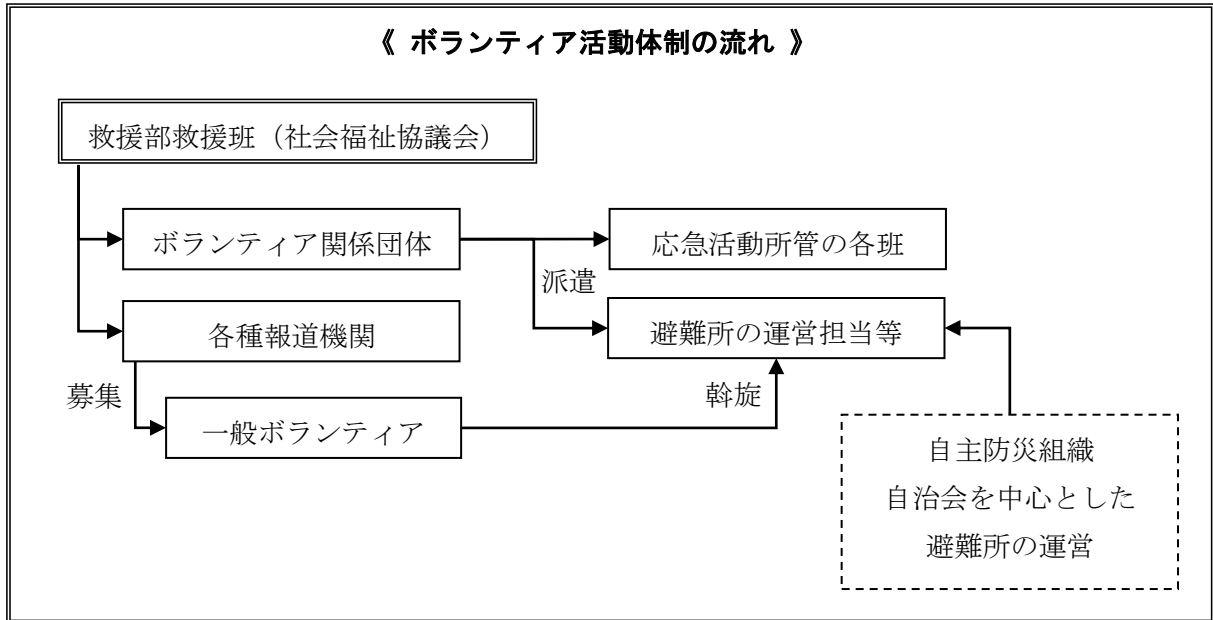 《 ボランティア活動体制の流れ 》
救援部救援班（社会福祉協議会）
ボランティア関係団体
応急活動所管の各班
派遣
各種報道機関
避難所の運営担当等
募集
斡旋
一般ボランティア
自主防災組織
自治会を中心とした
避難所の運営